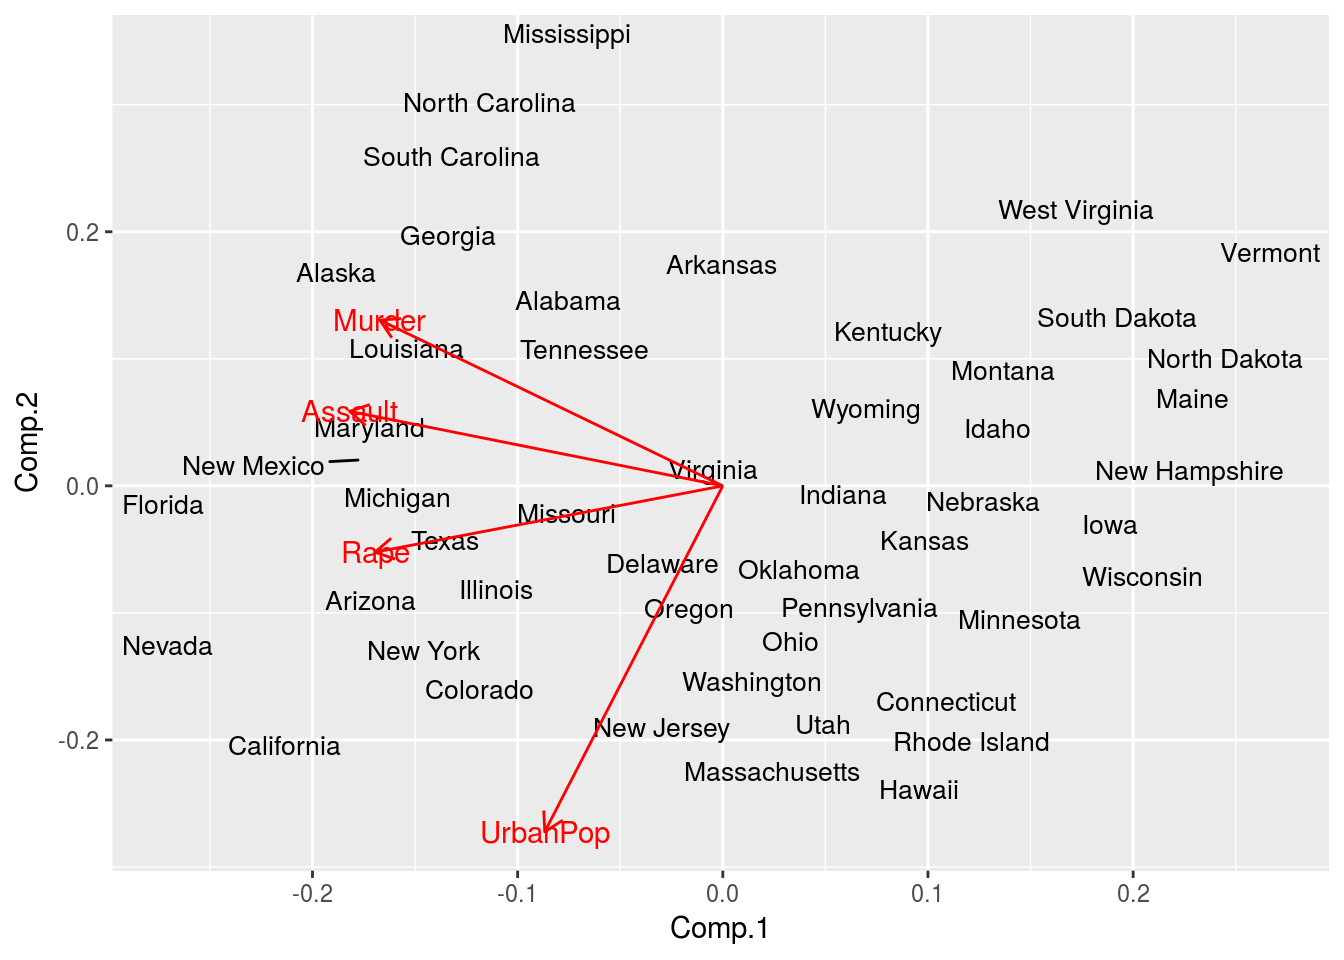 Mississippi
North Carolina
South Carolina
West Virginia
0.2
Georgia
Vermont
Arkansas
Alaska
Alabama
Murder
South Dakota
Kentucky
Louisiana
Tennessee
North Dakota
Montana
Maine
Assault
Wyoming
Maryland
Idaho
Comp.2
New Mexico
Virginia
New Hampshire
0.0
Florida
Michigan
Indiana
Nebraska
Missouri
Iowa
Texas
Kansas
Rape
Delaware
Oklahoma
Wisconsin
Illinois
Arizona
Oregon
Pennsylvania
Minnesota
Nevada
New York
Ohio
Colorado
Washington
Connecticut
New Jersey
Utah
-0.2
California
Rhode Island
Massachusetts
Hawaii
UrbanPop
-0.2 -0.1 0.0 0.1 0.2
Comp.1